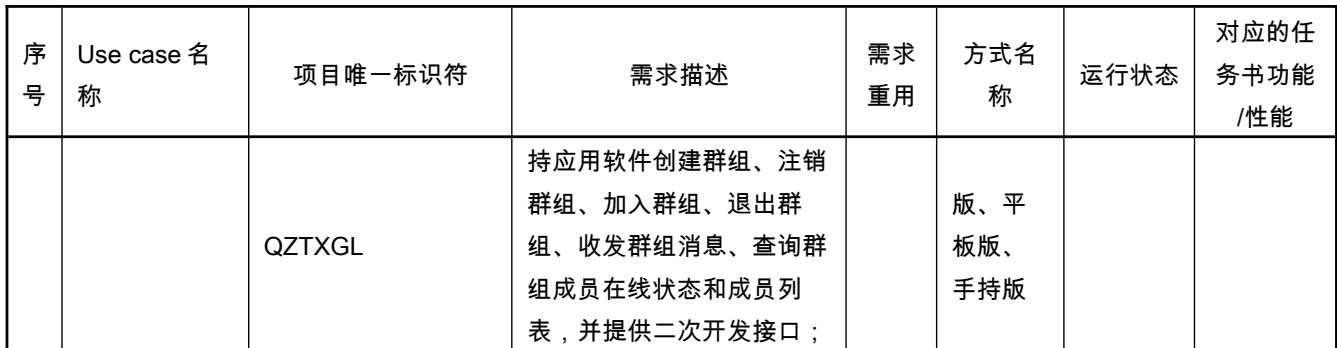 序号
Use case 名称
项目唯一标识符
需求描述
需求重用
方式名称
运行状态
对应的任务书功能/性能
QZTXGL
持应用软件创建群组、注销
群组、加入群组、退出群
组、收发群组消息、查询群
组成员在线状态和成员列
表，并提供二次开发接口；
版、平
板版、
手持版